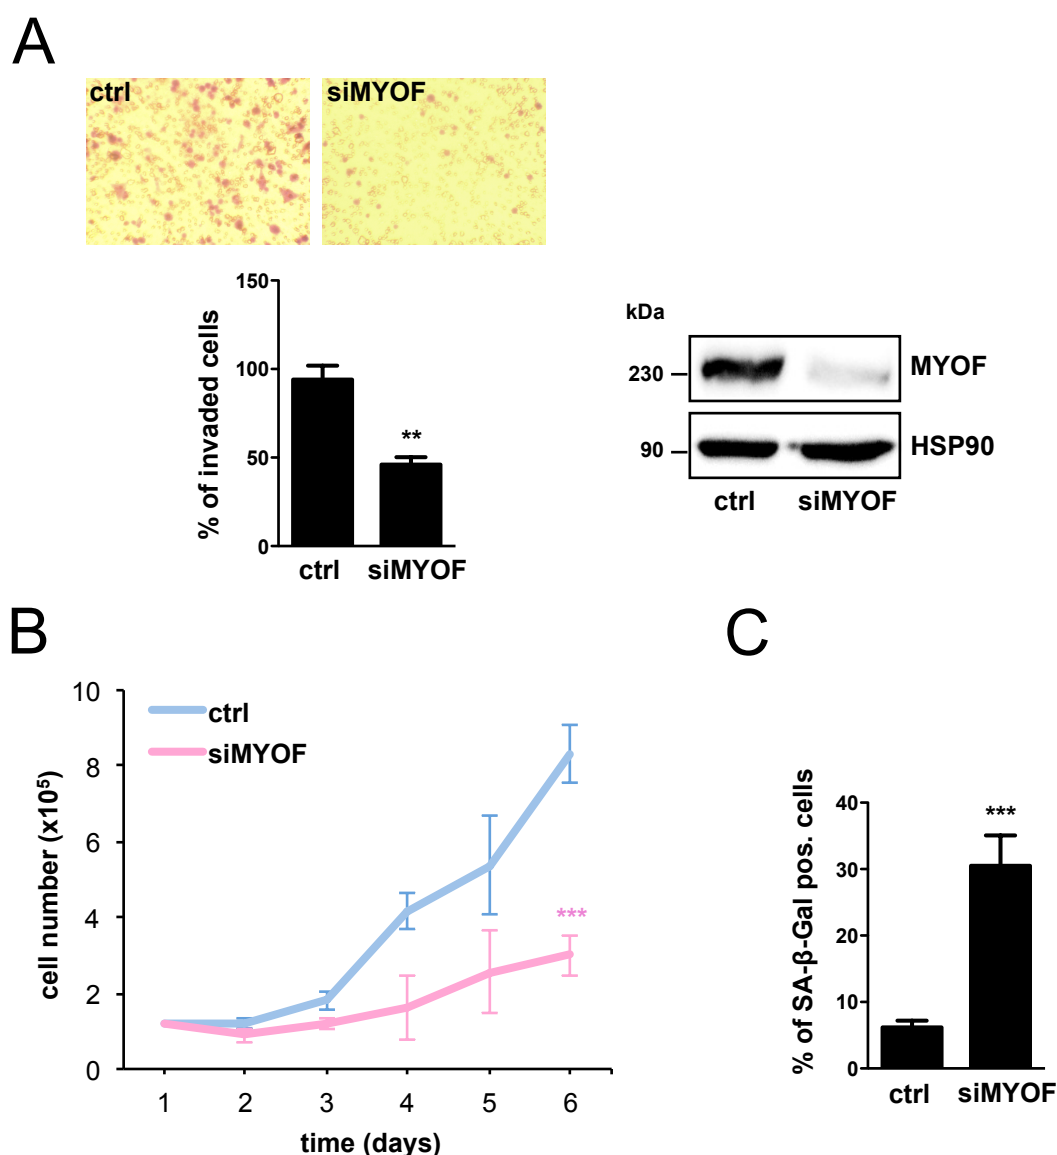 A
ctrl
siMYOF
% of invaded cells
150
100
50
0
**
ctrl
siMYOF
kDa
230
MYOF
90
HSP90
ctrl
siMYOF
B
cell number (x10⁵)
10
8
6
4
2
0
ctrl
siMYOF
***
1 2 3 4 5 6
time (days)
C
% of SA-β-Gal pos. cells
40
30
20
10
0
***
ctrl
siMYOF